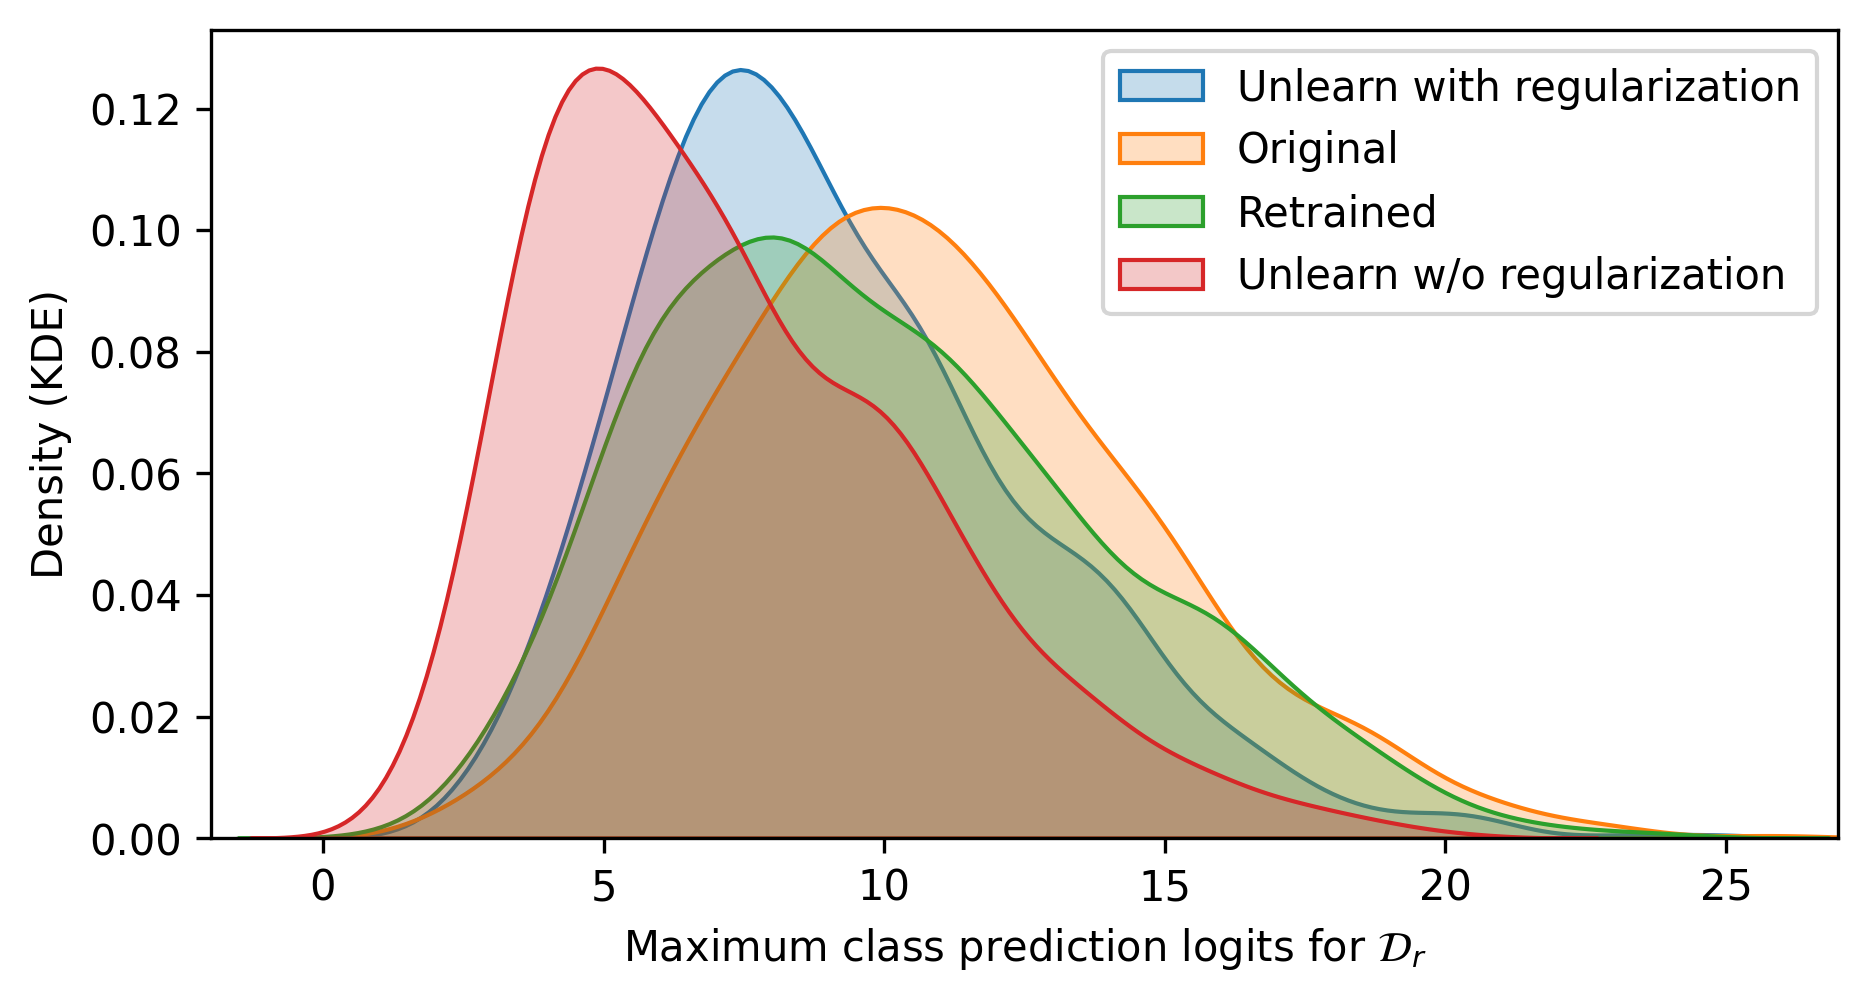 Unlearn with regularization
Original
Retrained
Unlearn w/o regularization
0.12
0.10
0.08
0.06
0.04
0.02
0.00
Density (KDE)
0 5 10 15 20 25
Maximum class prediction logits for 𝒟ᵣ